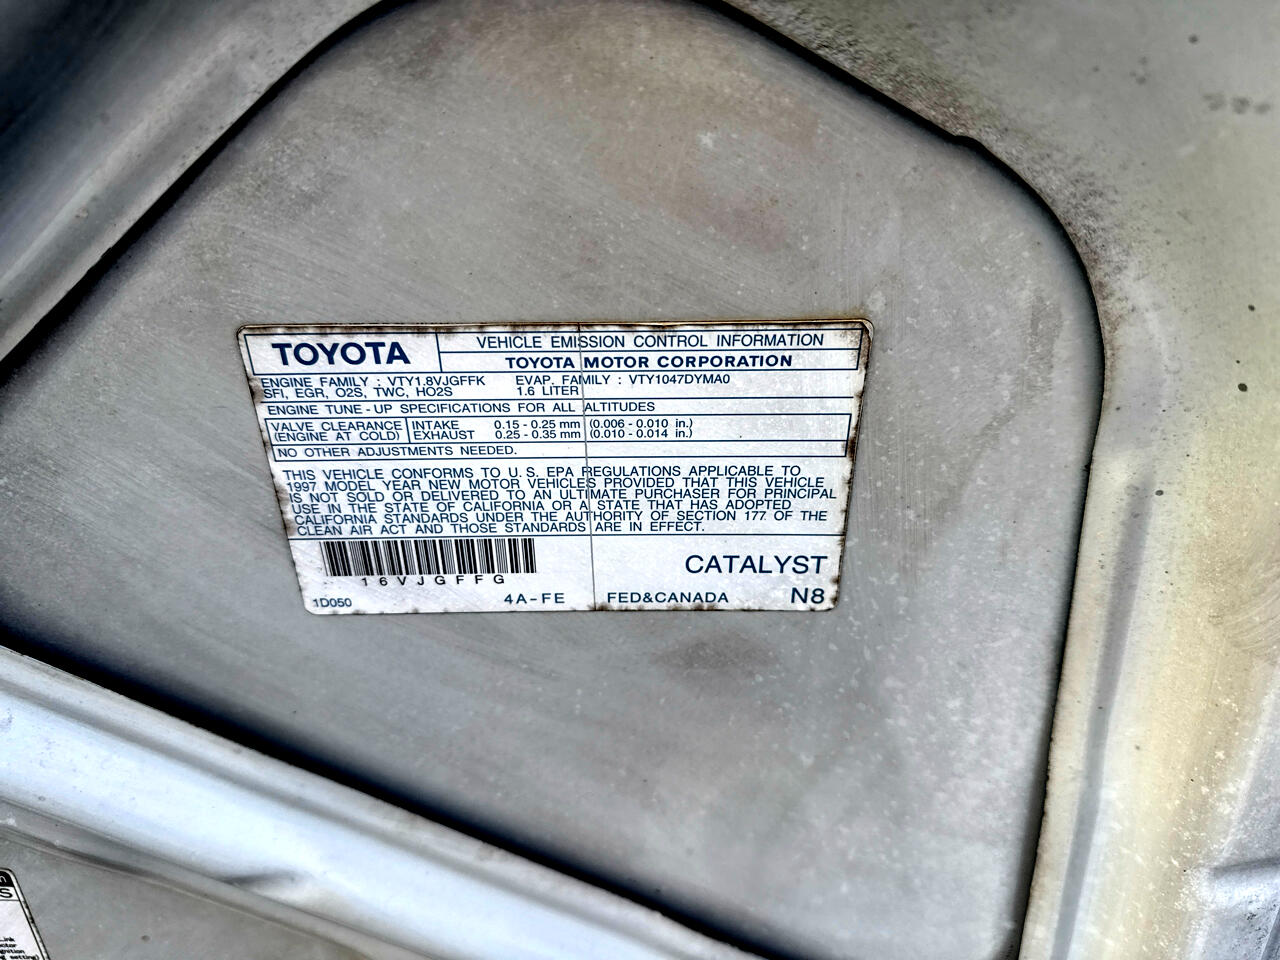 TOYOTA
VEHICLE EMISSION CONTROL INFORMATION
TOYOTA MOTOR CORPORATION
ENGINE FAMILY : VTY1.8VJGFFK EVAP. FAMILY : VTY1047DYMA0
SFI, EGR, O2S, TWC, HO2S 1.6 LITER
ENGINE TUNE-UP SPECIFICATIONS FOR ALL ALTITUDES
VALVE CLEARANCE INTAKE 0.15 - 0.25 mm (0.006 - 0.010 in.)
(ENGINE AT COLD) EXHAUST 0.25 - 0.35 mm (0.010 - 0.014 in.)
NO OTHER ADJUSTMENTS NEEDED.
THIS VEHICLE CONFORMS TO U.S. EPA REGULATIONS APPLICABLE TO
1997 MODEL YEAR NEW MOTOR VEHICLES PROVIDED THAT THIS VEHICLE
IS NOT SOLD OR DELIVERED TO AN ULTIMATE PURCHASER FOR PRINCIPAL
USE IN THE STATE OF CALIFORNIA OR A STATE THAT HAS ADOPTED
CALIFORNIA STANDARDS UNDER THE AUTHORITY OF SECTION 177 OF THE
CLEAN AIR ACT AND THOSE STANDARDS ARE IN EFFECT.
16VJGFFG
CATALYST
1D050 4A-FE FED&CANADA N8